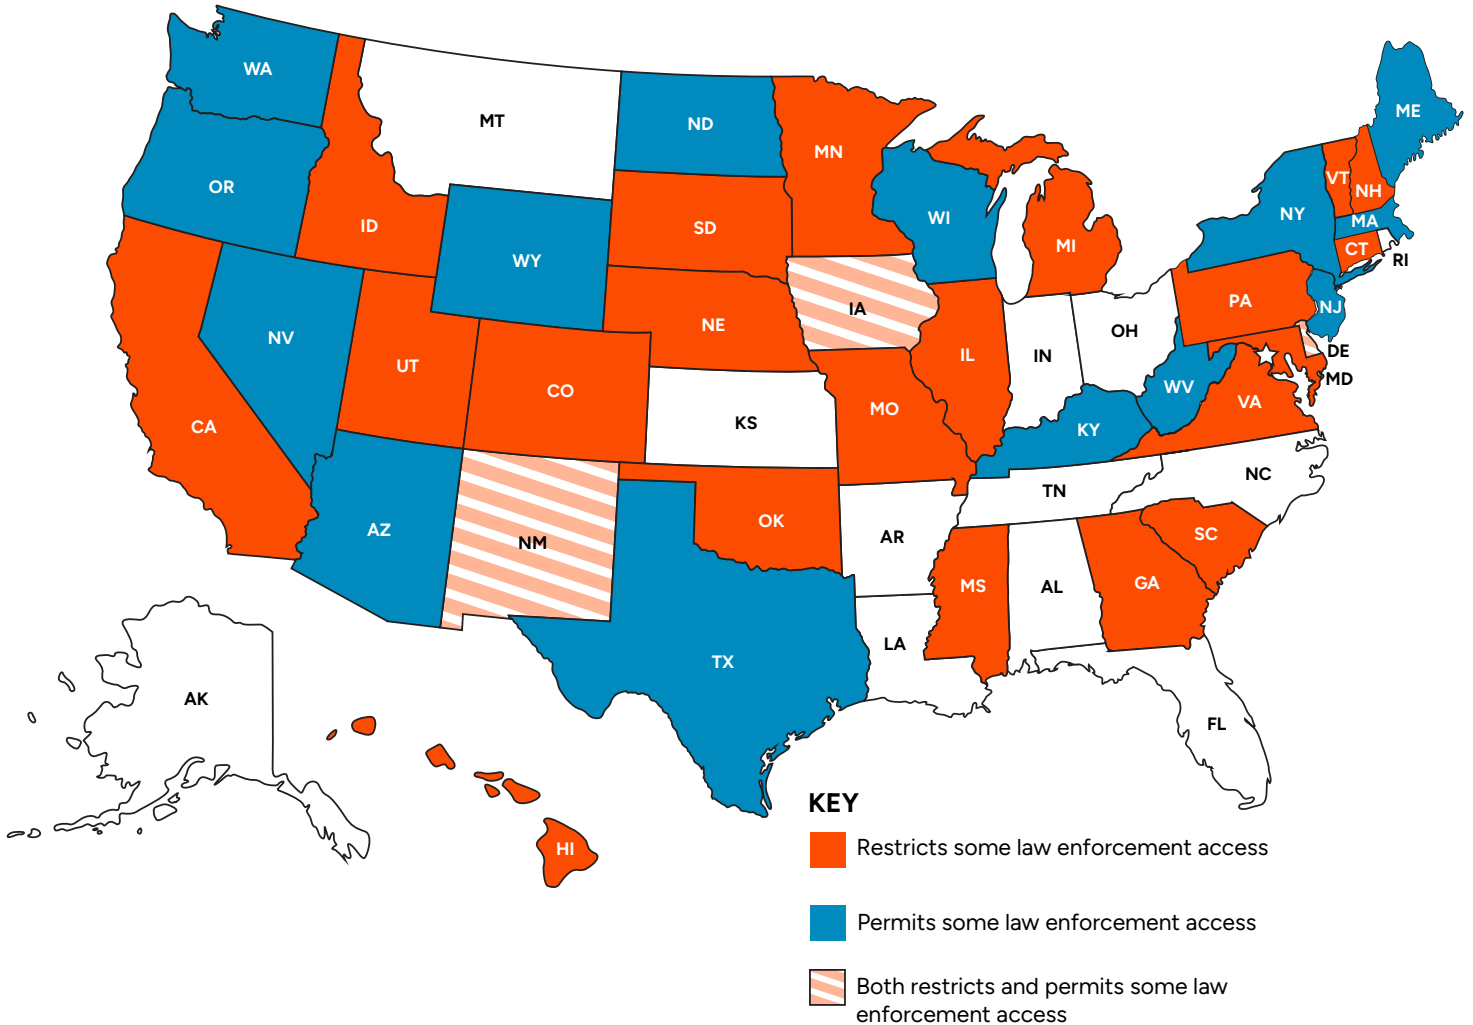 WA
MT
ND
MN
ME
OR
ID
SD
WI
MI
VT
NH
NY
MA
CT
RI
WY
NE
IA
PA
NJ
NV
UT
CO
IL
IN
OH
DE
MD
CA
KS
MO
WV
VA
KY
AZ
NM
OK
AR
TN
NC
SC
MS
AL
GA
TX
LA
FL
AK
HI
KEY
Restricts some law enforcement access
Permits some law enforcement access
Both restricts and permits some law
enforcement access